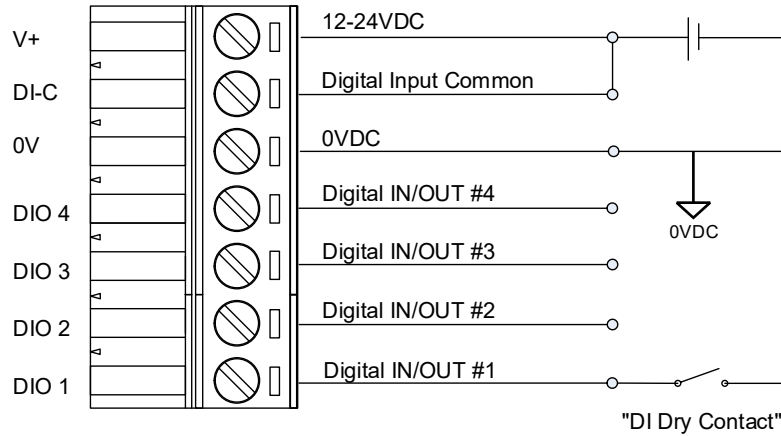 V+ 12-24VDC
DI-C Digital Input Common
0V 0VDC
DIO 4 Digital IN/OUT #4
0VDC
DIO 3 Digital IN/OUT #3
DIO 2 Digital IN/OUT #2
DIO 1 Digital IN/OUT #1
"DI Dry Contact"